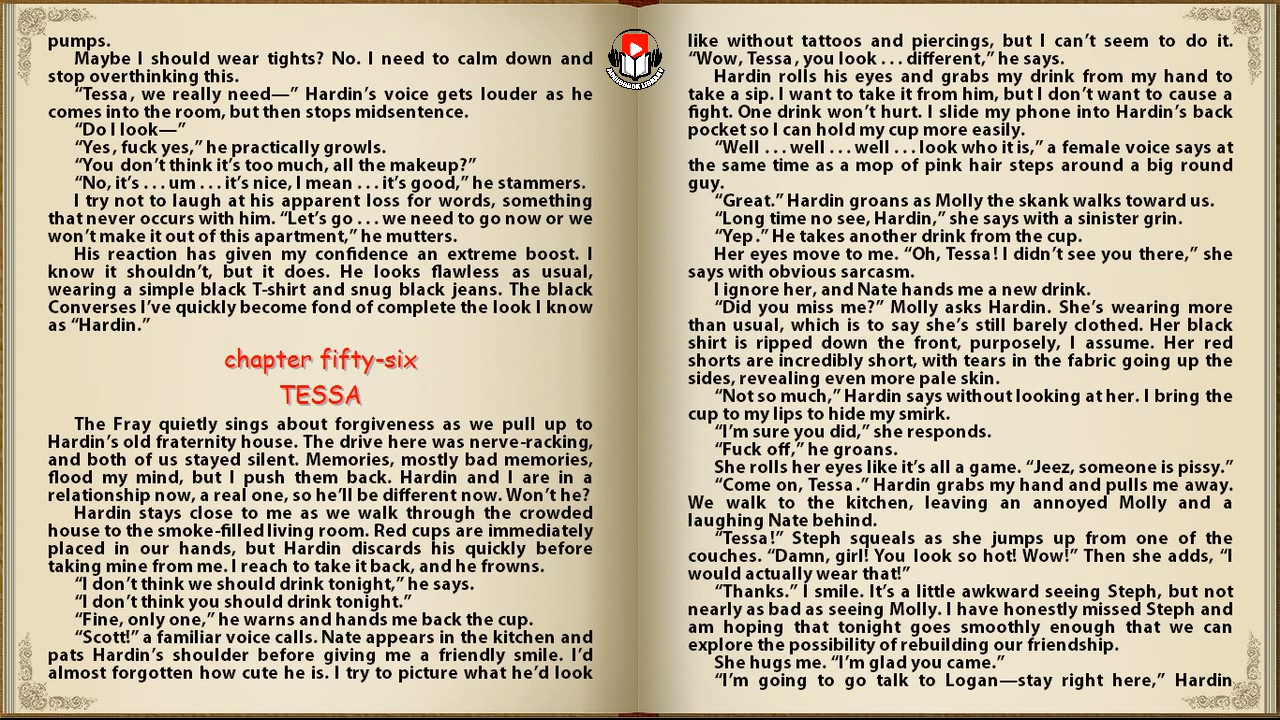 pumps.
Maybe I should wear tights? No. I need to calm down and
stop overthinking this.
“Tessa, we really need—” Hardin’s voice gets louder as he
comes into the room, but then stops midsentence.
“Do I look—”
“Yes, fuck yes,” he practically growls.
“You don’t think it’s too much, all the makeup?”
“No, it’s . . . um . . . it’s nice, I mean . . . it’s good,” he stammers.
I try not to laugh at his apparent loss for words, something
that never occurs with him. “Let’s go . . . we need to go now or we
won’t make it out of this apartment,” he mutters.
His reaction has given my confidence an extreme boost. I
know it shouldn’t, but it does. He looks flawless as usual,
wearing a simple black T-shirt and snug black jeans. The black
Converses I’ve quickly become fond of complete the look I know
as “Hardin.”
chapter fifty-six
TESSA
The Fray quietly sings about forgiveness as we pull up to
Hardin’s old fraternity house. The drive here was nerve-racking,
and both of us stayed silent. Memories, mostly bad memories,
flood my mind, but I push them back. Hardin and I are in a
relationship now, a real one, so he’ll be different now. Won’t he?
Hardin stays close to me as we walk through the crowded
house to the smoke-filled living room. Red cups are immediately
placed in our hands, but Hardin discards his quickly before
taking mine from me. I reach to take it back, and he frowns.
“I don’t think we should drink tonight,” he says.
“I don’t think you should drink tonight.”
“Fine, only one,” he warns and hands me back the cup.
“Scott!” a familiar voice calls. Nate appears in the kitchen and
pats Hardin’s shoulder before giving me a friendly smile. I’d
almost forgotten how cute he is. I try to picture what he’d look
like without tattoos and piercings, but I can’t seem to do it.
“Wow, Tessa, you look . . . different,” he says.
Hardin rolls his eyes and grabs my drink from my hand to
take a sip. I want to take it from him, but I don’t want to cause a
fight. One drink won’t hurt. I slide my phone into Hardin’s back
pocket so I can hold my cup more easily.
“Well . . . well . . . well . . . look who it is,” a female voice says at
the same time as a mop of pink hair steps around a big round
guy.
“Great.” Hardin groans as Molly the skank walks toward us.
“Long time no see, Hardin,” she says with a sinister grin.
“Yep.” He takes another drink from the cup.
Her eyes move to me. “Oh, Tessa! I didn’t see you there,” she
says with obvious sarcasm.
I ignore her, and Nate hands me a new drink.
“Did you miss me?” Molly asks Hardin. She’s wearing more
than usual, which is to say she’s still barely clothed. Her black
shirt is ripped down the front, purposely, I assume. Her red
shorts are incredibly short, with tears in the fabric going up the
sides, revealing even more pale skin.
“Not so much,” Hardin says without looking at her. I bring the
cup to my lips to hide my smirk.
“I’m sure you did,” she responds.
“Fuck off,” he groans.
She rolls her eyes like it’s all a game. “Jeez, someone is pissy.”
“Come on, Tessa.” Hardin grabs my hand and pulls me away.
We walk to the kitchen, leaving an annoyed Molly and a
laughing Nate behind.
“Tessa!” Steph squeals as she jumps up from one of the
couches. “Damn, girl! You look so hot! Wow!” Then she adds, “I
would actually wear that!”
“Thanks.” I smile. It’s a little awkward seeing Steph, but not
nearly as bad as seeing Molly. I have honestly missed Steph and
am hoping that tonight goes smoothly enough that we can
explore the possibility of rebuilding our friendship.
She hugs me. “I’m glad you came.”
“I’m going to go talk to Logan—stay right here,” Hardin